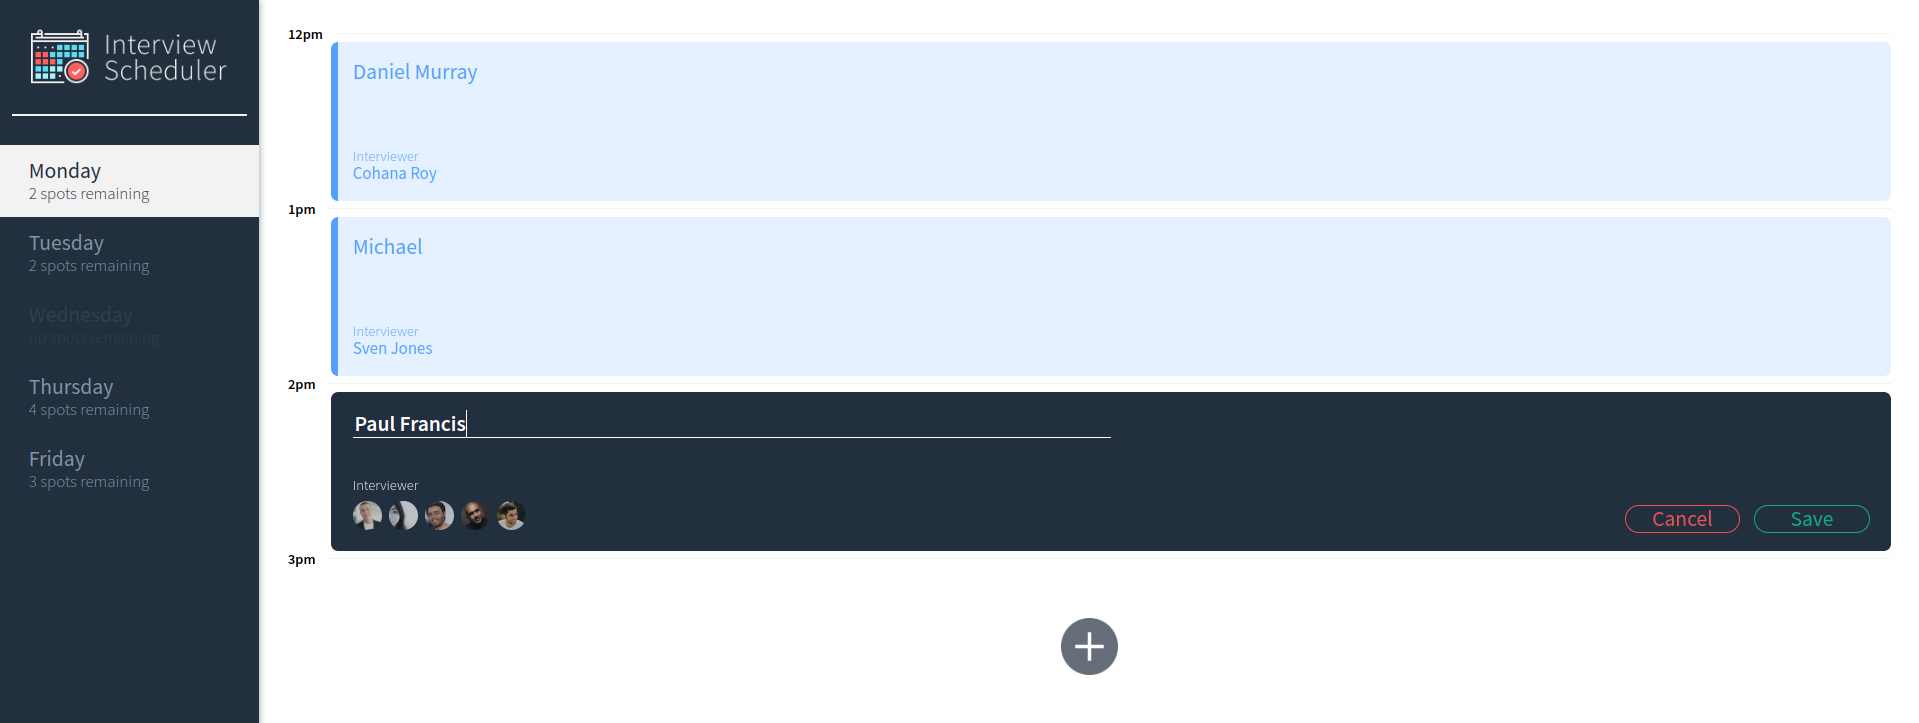 Interview
Scheduler
Monday
2 spots remaining
Tuesday
2 spots remaining
Wednesday
no spots remaining
Thursday
4 spots remaining
Friday
3 spots remaining
12pm
Daniel Murray
Interviewer
Cohana Roy
1pm
Michael
Interviewer
Sven Jones
2pm
Paul Francis
Interviewer
Cancel Save
3pm